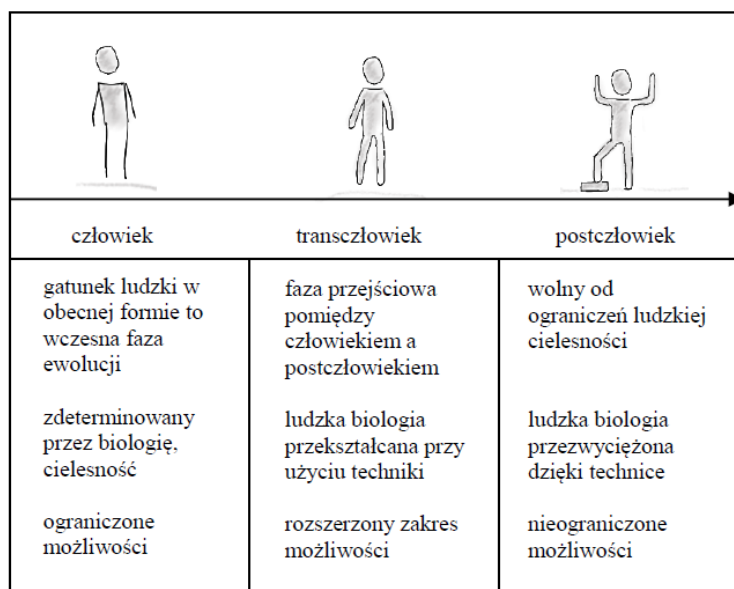 człowiek
transczłowiek
postczłowiek
gatunek ludzki w
obecnej formie to
wczesna faza
ewolucji
zdeterminowany
przez biologię,
cielesność
ograniczone
możliwości
faza przejściowa
pomiędzy
człowiekiem a
postczłowiekiem
ludzka biologia
przekształcana przy
użyciu techniki
rozszerzony zakres
możliwości
wolny od
ograniczeń ludzkiej
cielesności
ludzka biologia
przezwyciężona
dzięki technice
nieograniczone
możliwości